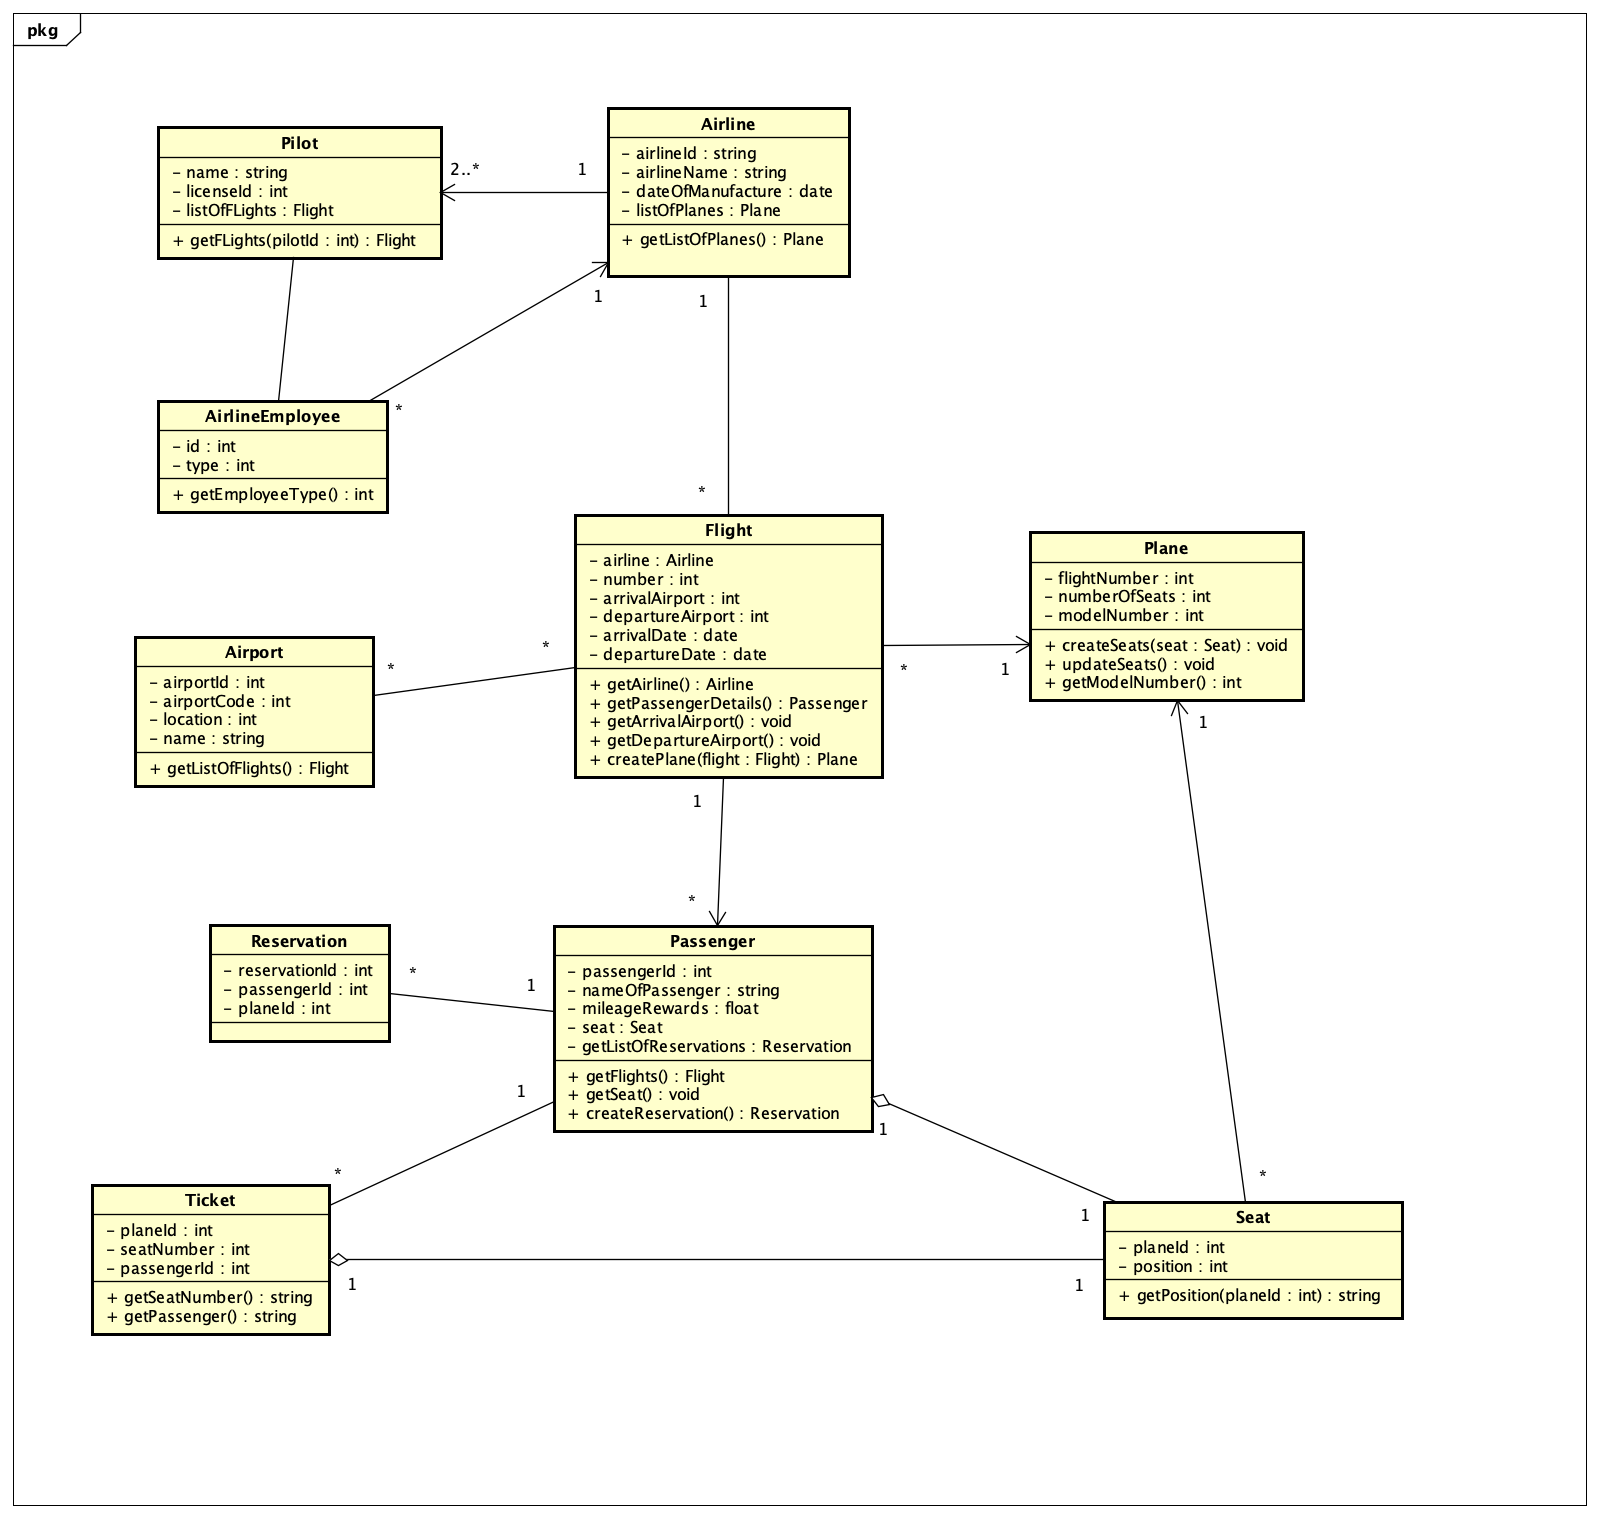 pkg
Pilot
– name : string
– licenseId : int
– listOfFLights : Flight
+ getFLights(pilotId : int) : Flight
2..*
1
Airline
– airlineId : string
– airlineName : string
– dateOfManufacture : date
– listOfPlanes : Plane
+ getListOfPlanes() : Plane
1
1
*
AirlineEmployee
– id : int
– type : int
+ getEmployeeType() : int
*
Flight
– airline : Airline
– number : int
– arrivalAirport : int
– departureAirport : int
– arrivalDate : date
– departureDate : date
+ getAirline() : Airline
+ getPassengerDetails() : Passenger
+ getArrivalAirport() : void
+ getDepartureAirport() : void
+ createPlane(flight : Flight) : Plane
*
1
Plane
– flightNumber : int
– numberOfSeats : int
– modelNumber : int
+ createSeats(seat : Seat) : void
+ updateSeats() : void
+ getModelNumber() : int
1
Airport
– airportId : int
– airportCode : int
– location : int
– name : string
+ getListOfFlights() : Flight
*
*
1
*
Reservation
– reservationId : int
– passengerId : int
– planeId : int
*
1
Passenger
– passengerId : int
– nameOfPassenger : string
– mileageRewards : float
– seat : Seat
– getListOfReservations : Reservation
+ getFlights() : Flight
+ getSeat() : void
+ createReservation() : Reservation
1
1
*
*
1
Ticket
– planeId : int
– seatNumber : int
– passengerId : int
+ getSeatNumber() : string
+ getPassenger() : string
1
1
Seat
– planeId : int
– position : int
+ getPosition(planeId : int) : string